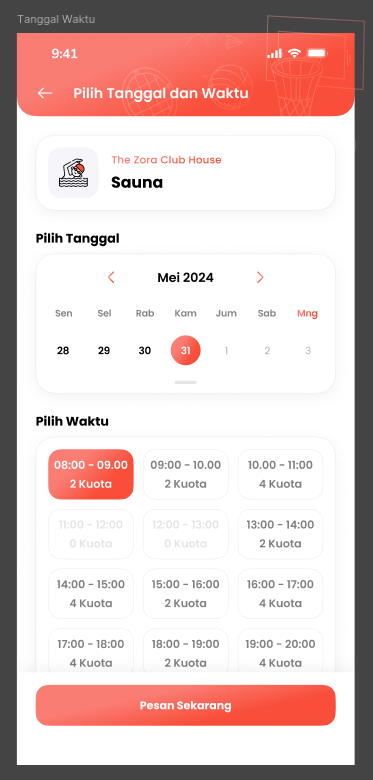 Tanggal Waktu
9:41
Pilih Tanggal dan Waktu
The Zora Club House
Sauna
Pilih Tanggal
Mei 2024
Sen Sel Rab Kam Jum Sab Mng
28 29 30 31 1 2 3
Pilih Waktu
08:00 - 09.00 09:00 - 10.00 10.00 - 11:00
2 Kuota 2 Kuota 4 Kuota
11:00 - 12:00 12:00 - 13:00 13:00 - 14:00
0 Kuota 0 Kuota 2 Kuota
14:00 - 15:00 15:00 - 16:00 16:00 - 17:00
4 Kuota 2 Kuota 4 Kuota
17:00 - 18:00 18:00 - 19:00 19:00 - 20:00
4 Kuota 2 Kuota 4 Kuota
Pesan Sekarang